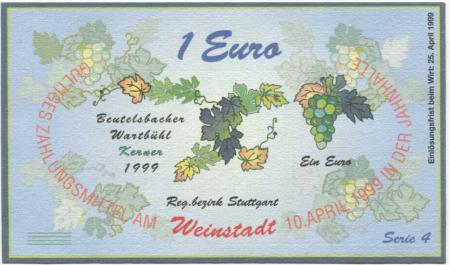 1 Euro
Beutelsbacher
Wartbühl
Kerner
1999
Ein Euro
Reg.bezirk Stuttgart
Weinstadt
GÜLTIGES ZAHLUNGSMITTEL AM 10.APRIL 1999 IN DER JAHNHALLE
Einlösungsfrist beim Wirt: 25. April 1999
Serie 4